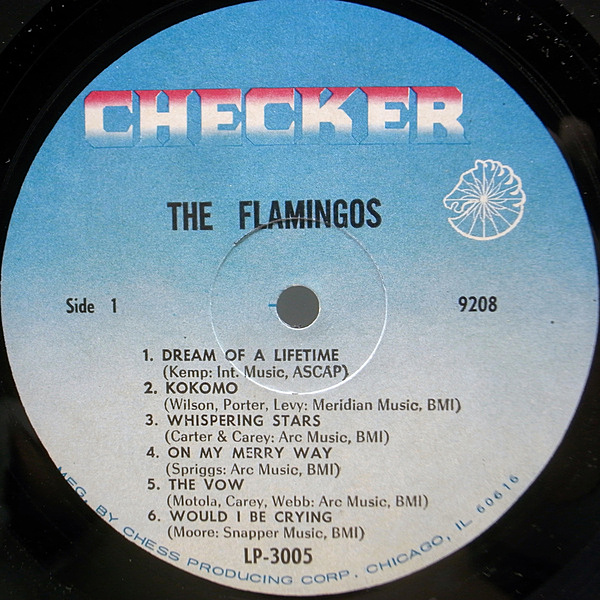 CHECKER
THE FLAMINGOS
Side 1
9208
1. DREAM OF A LIFETIME
(Kemp: Int. Music, ASCAP)
2. KOKOMO
(Wilson, Porter, Levy: Meridian Music, BMI)
3. WHISPERING STARS
(Carter & Carey: Arc Music, BMI)
4. ON MY MERRY WAY
(Spriggs: Arc Music, BMI)
5. THE VOW
(Motola, Carey, Webb: Arc Music, BMI)
6. WOULD I BE CRYING
(Moore: Snapper Music, BMI)
LP-3005
MFG. BY CHESS PRODUCING CORP., CHICAGO, IL 60616